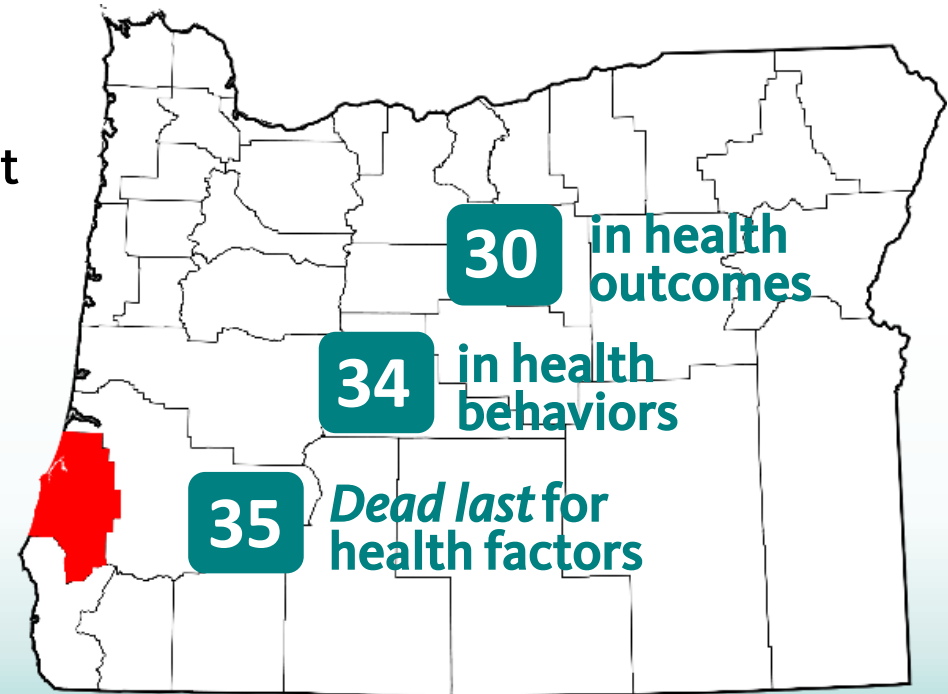 t
30
in health
outcomes
34
in health
behaviors
35
Dead last for
health factors